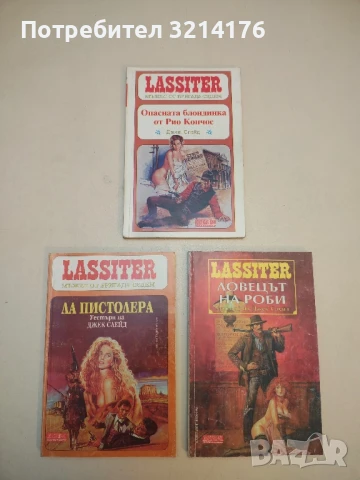 Потребител 3214176
LASSITER
Опасната блондинка
от Рио Кончос
Джек Слейд
LASSITER
ЛА ПИСТОЛЕРА
Уестърн от
ДЖЕК СЛЕЙД
LASSITER
ЛОВЕЦЪТ
НА РОБИ
bazar